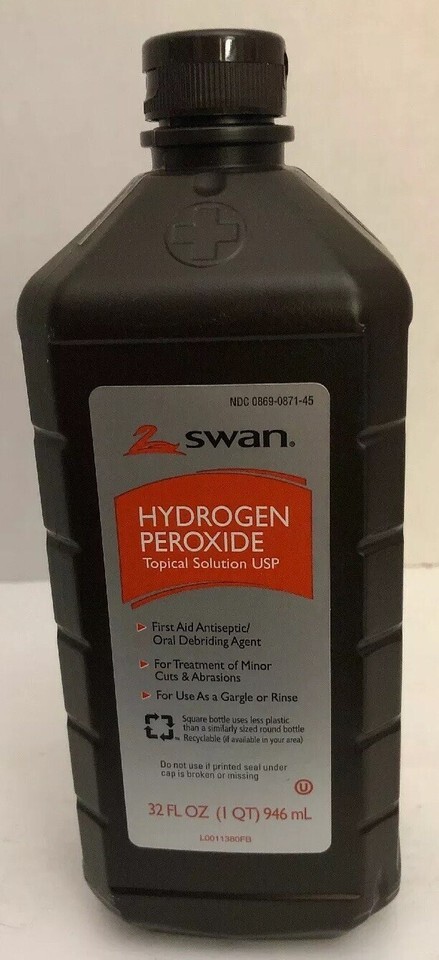 NDC 0869-0871-45
swan®
HYDROGEN
PEROXIDE
Topical Solution USP
First Aid Antiseptic/
Oral Debriding Agent
For Treatment of Minor
Cuts & Abrasions
For Use As a Gargle or Rinse
Square bottle uses less plastic
than a similarly sized round bottle
Recyclable (if available in your area)
Do not use if printed seal under
cap is broken or missing
U
32 FL OZ (1 QT) 946 mL
L0011380FB